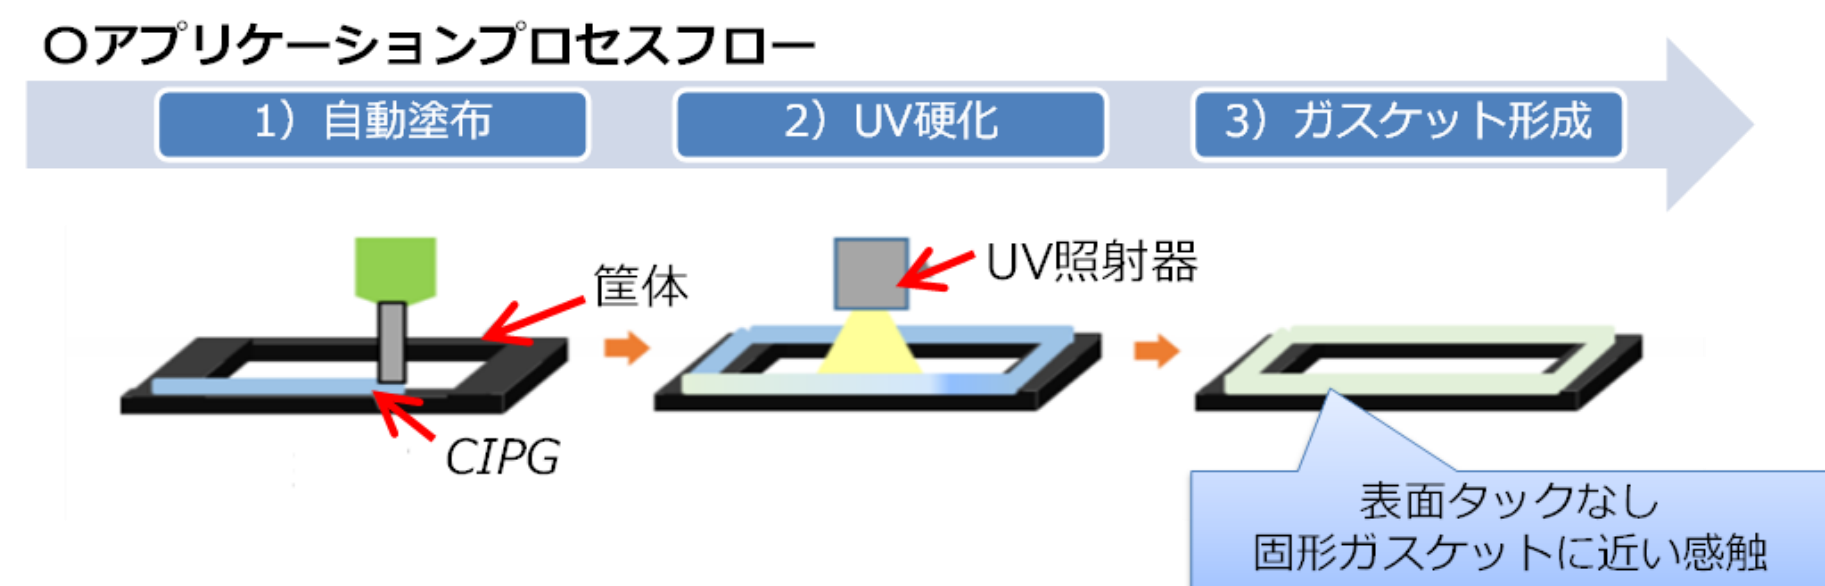 〇アプリケーションプロセスフロー
1）自動塗布
2）UV硬化
3）ガスケット形成
筐体
UV照射器
CIPG
表面タックなし
固形ガスケットに近い感触